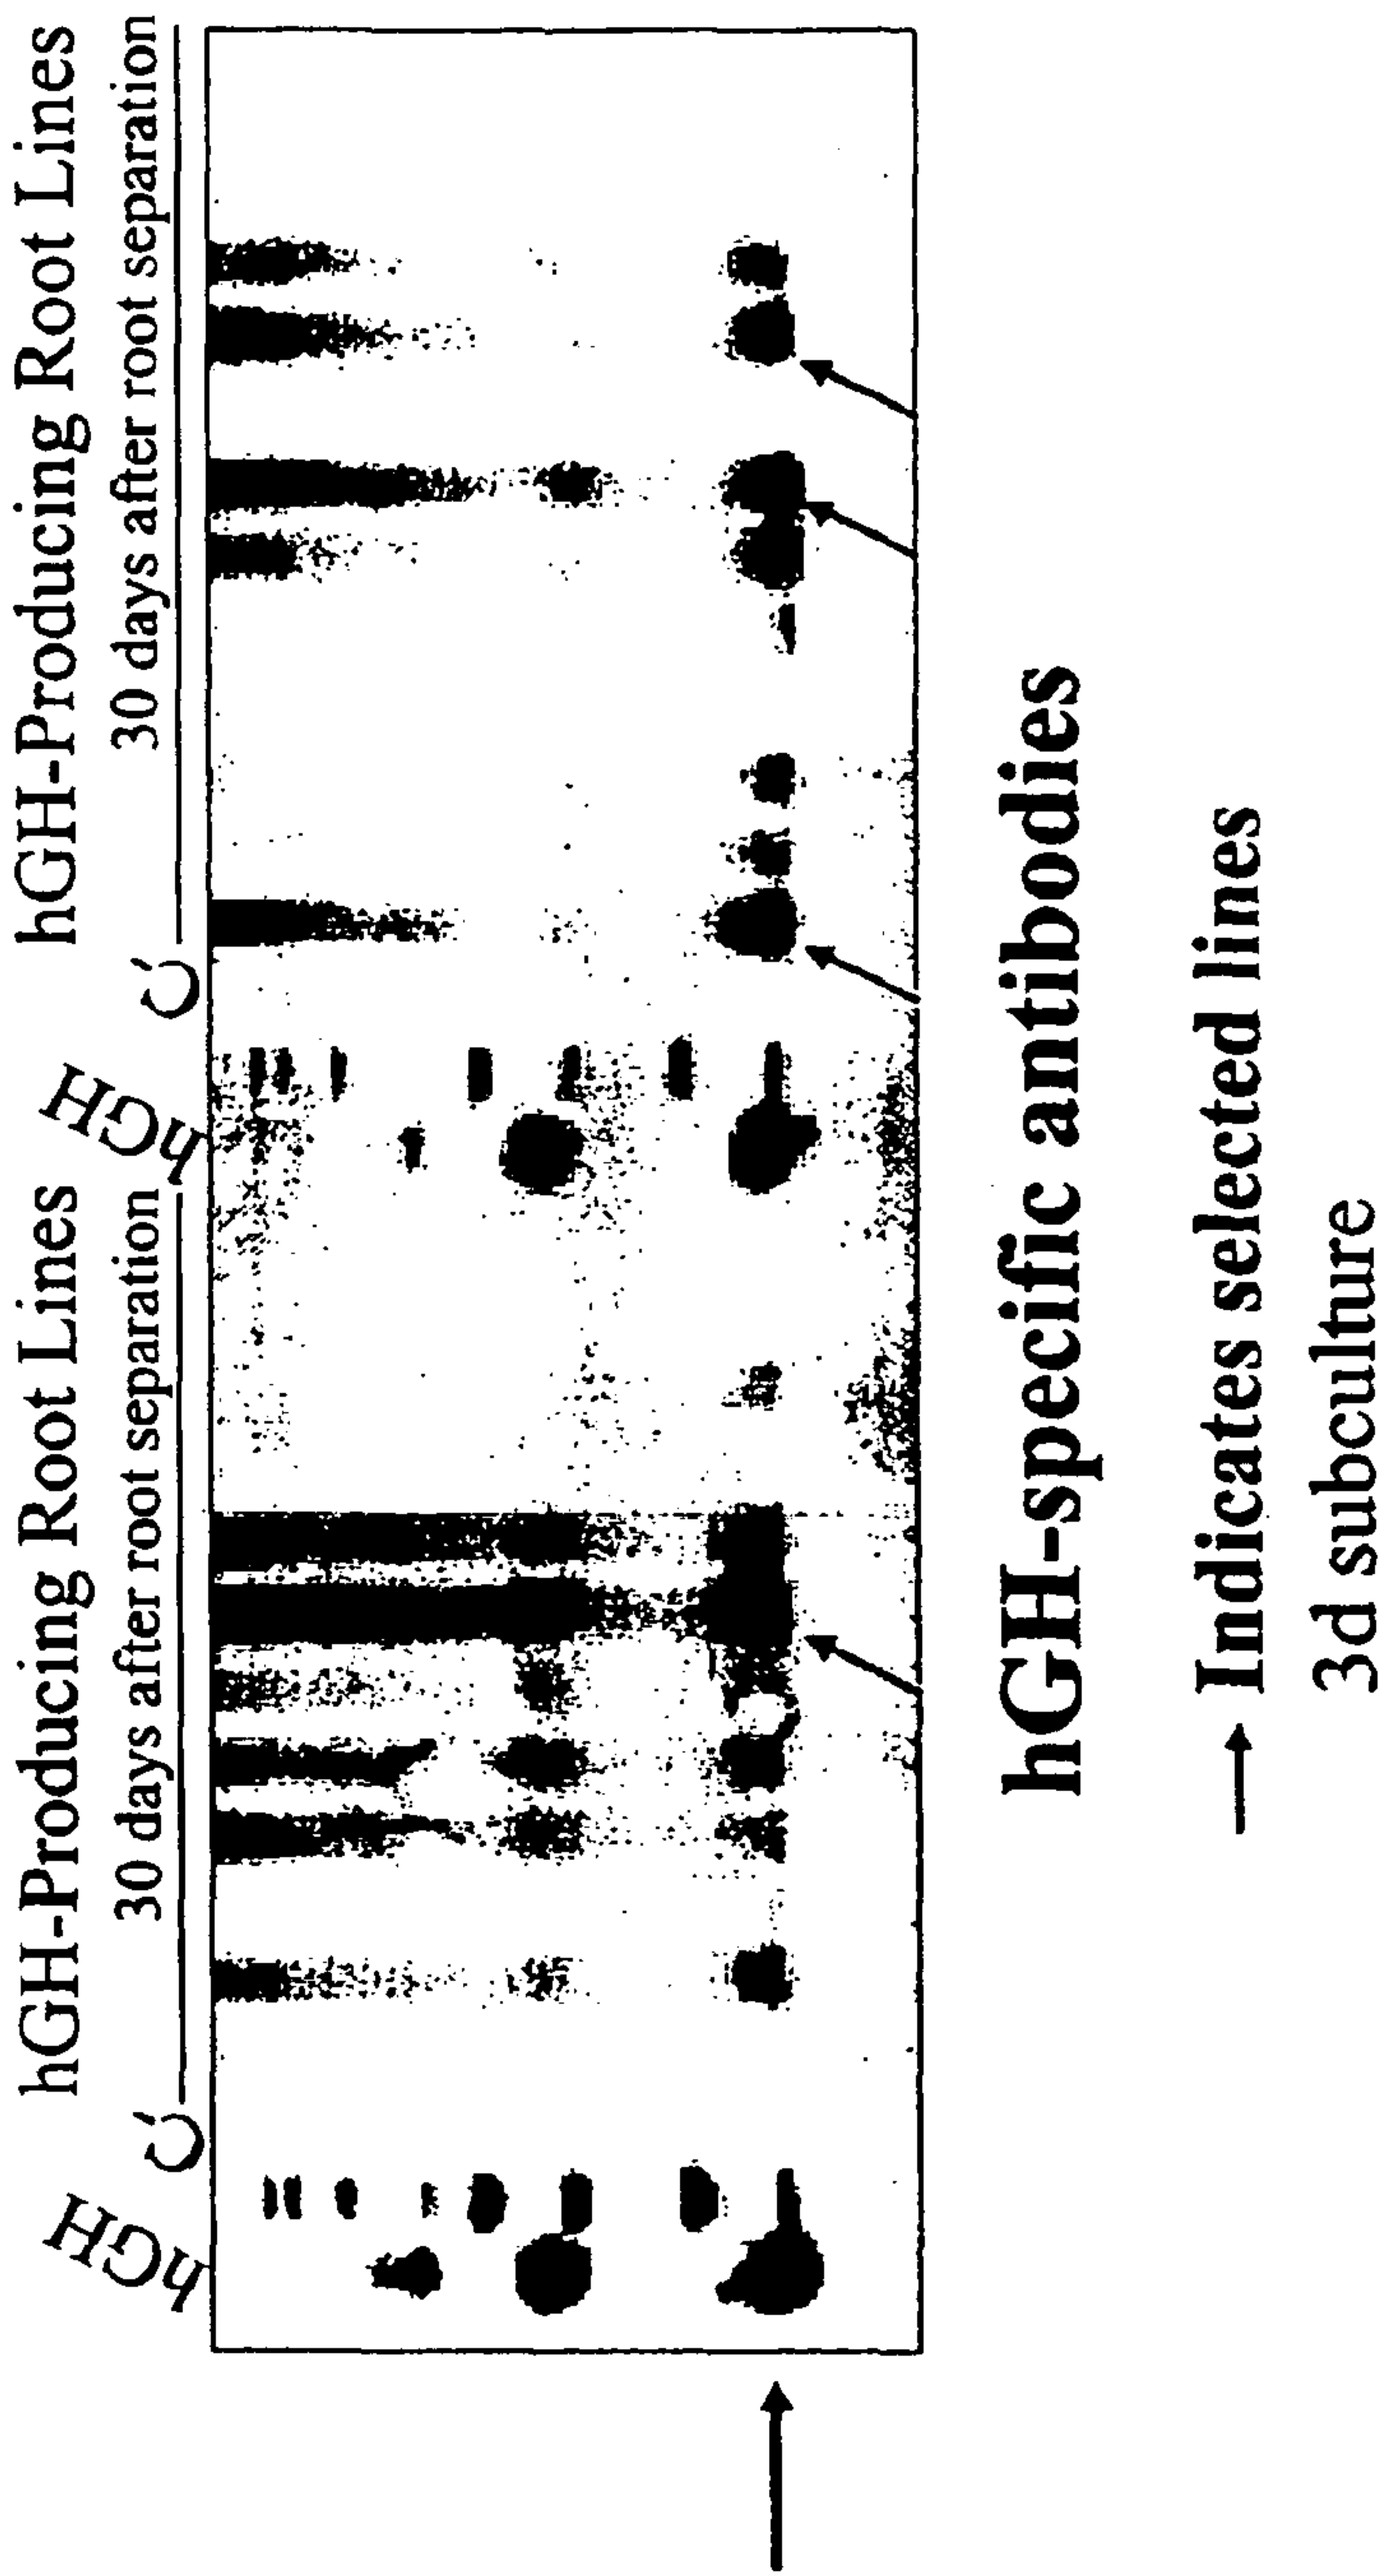 hGH
C-
hGH-Producing Root Lines
30 days after root separation
hGH
C-
hGH-Producing Root Lines
30 days after root separation
hGH-specific antibodies
→ Indicates selected lines
3d subculture